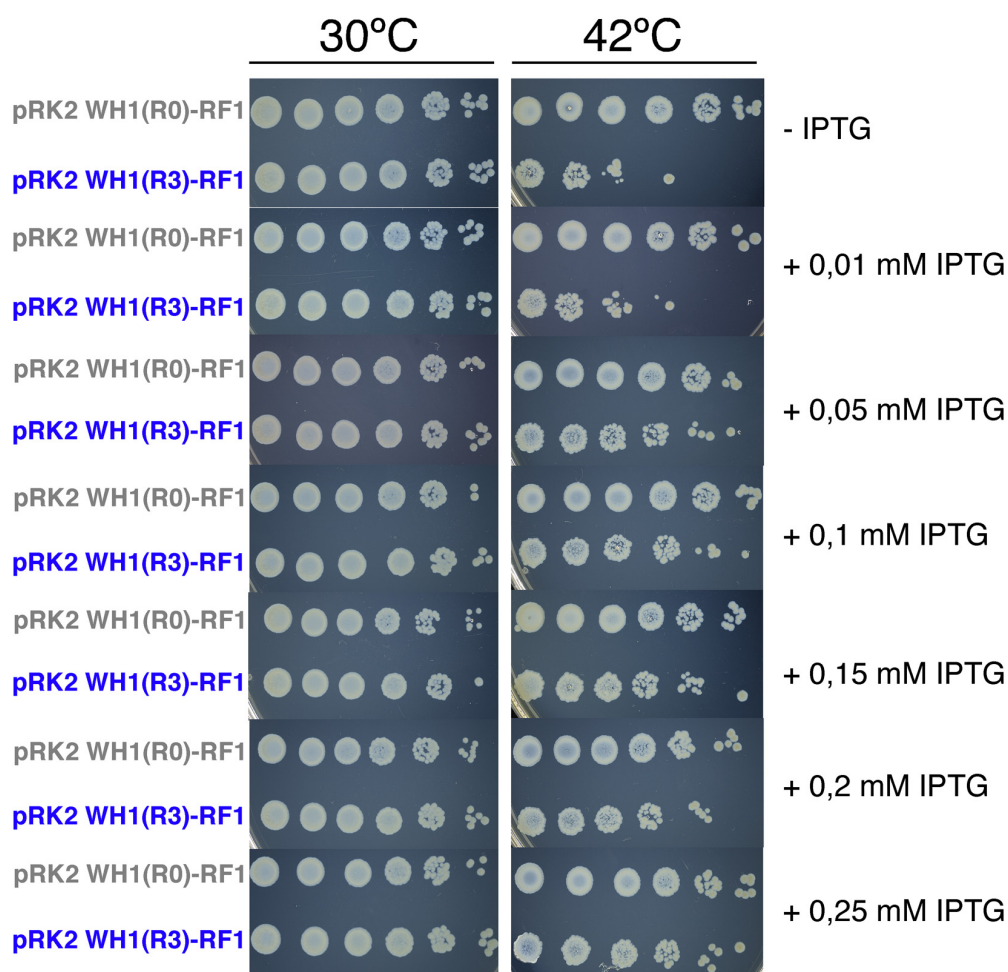 30ºC 42ºC
pRK2 WH1(R0)-RF1
- IPTG
pRK2 WH1(R3)-RF1
pRK2 WH1(R0)-RF1
+ 0,01 mM IPTG
pRK2 WH1(R3)-RF1
pRK2 WH1(R0)-RF1
+ 0,05 mM IPTG
pRK2 WH1(R3)-RF1
pRK2 WH1(R0)-RF1
+ 0,1 mM IPTG
pRK2 WH1(R3)-RF1
pRK2 WH1(R0)-RF1
+ 0,15 mM IPTG
pRK2 WH1(R3)-RF1
pRK2 WH1(R0)-RF1
+ 0,2 mM IPTG
pRK2 WH1(R3)-RF1
pRK2 WH1(R0)-RF1
+ 0,25 mM IPTG
pRK2 WH1(R3)-RF1